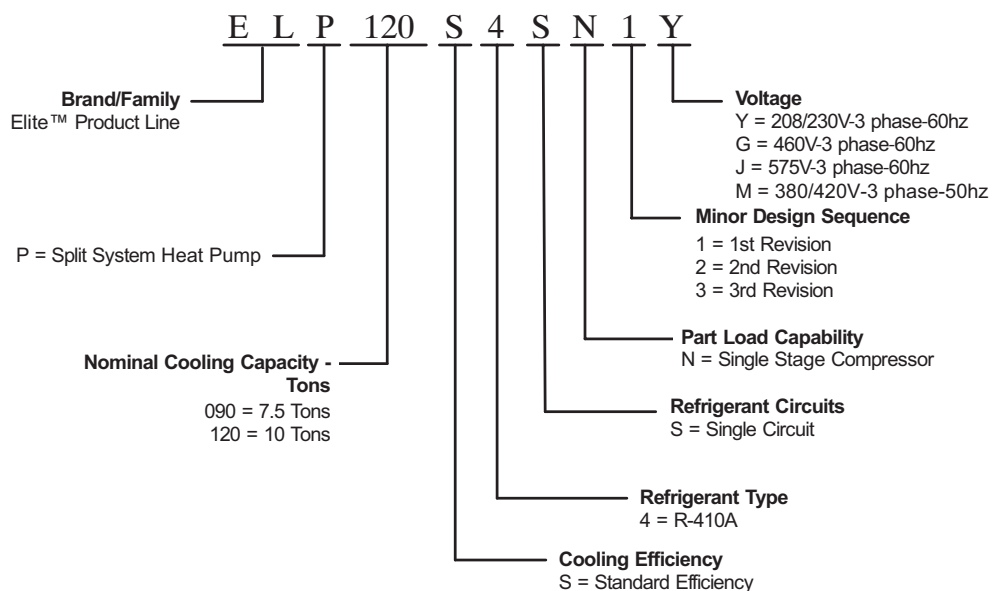 E L P 120 S 4 S N 1 Y
Brand/Family
Elite™ Product Line
Voltage
Y = 208/230V-3 phase-60hz
G = 460V-3 phase-60hz
J = 575V-3 phase-60hz
M = 380/420V-3 phase-50hz
Minor Design Sequence
1 = 1st Revision
2 = 2nd Revision
3 = 3rd Revision
P = Split System Heat Pump
Part Load Capability
N = Single Stage Compressor
Nominal Cooling Capacity -
Tons
090 = 7.5 Tons
120 = 10 Tons
Refrigerant Circuits
S = Single Circuit
Refrigerant Type
4 = R-410A
Cooling Efficiency
S = Standard Efficiency